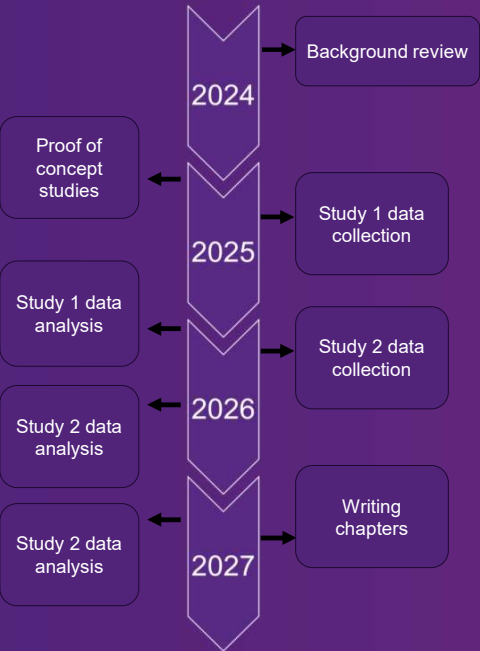 Background review
2024
Proof of
concept
studies
Study 1 data
collection
2025
Study 1 data
analysis
Study 2 data
collection
2026
Study 2 data
analysis
Writing
chapters
Study 2 data
analysis
2027